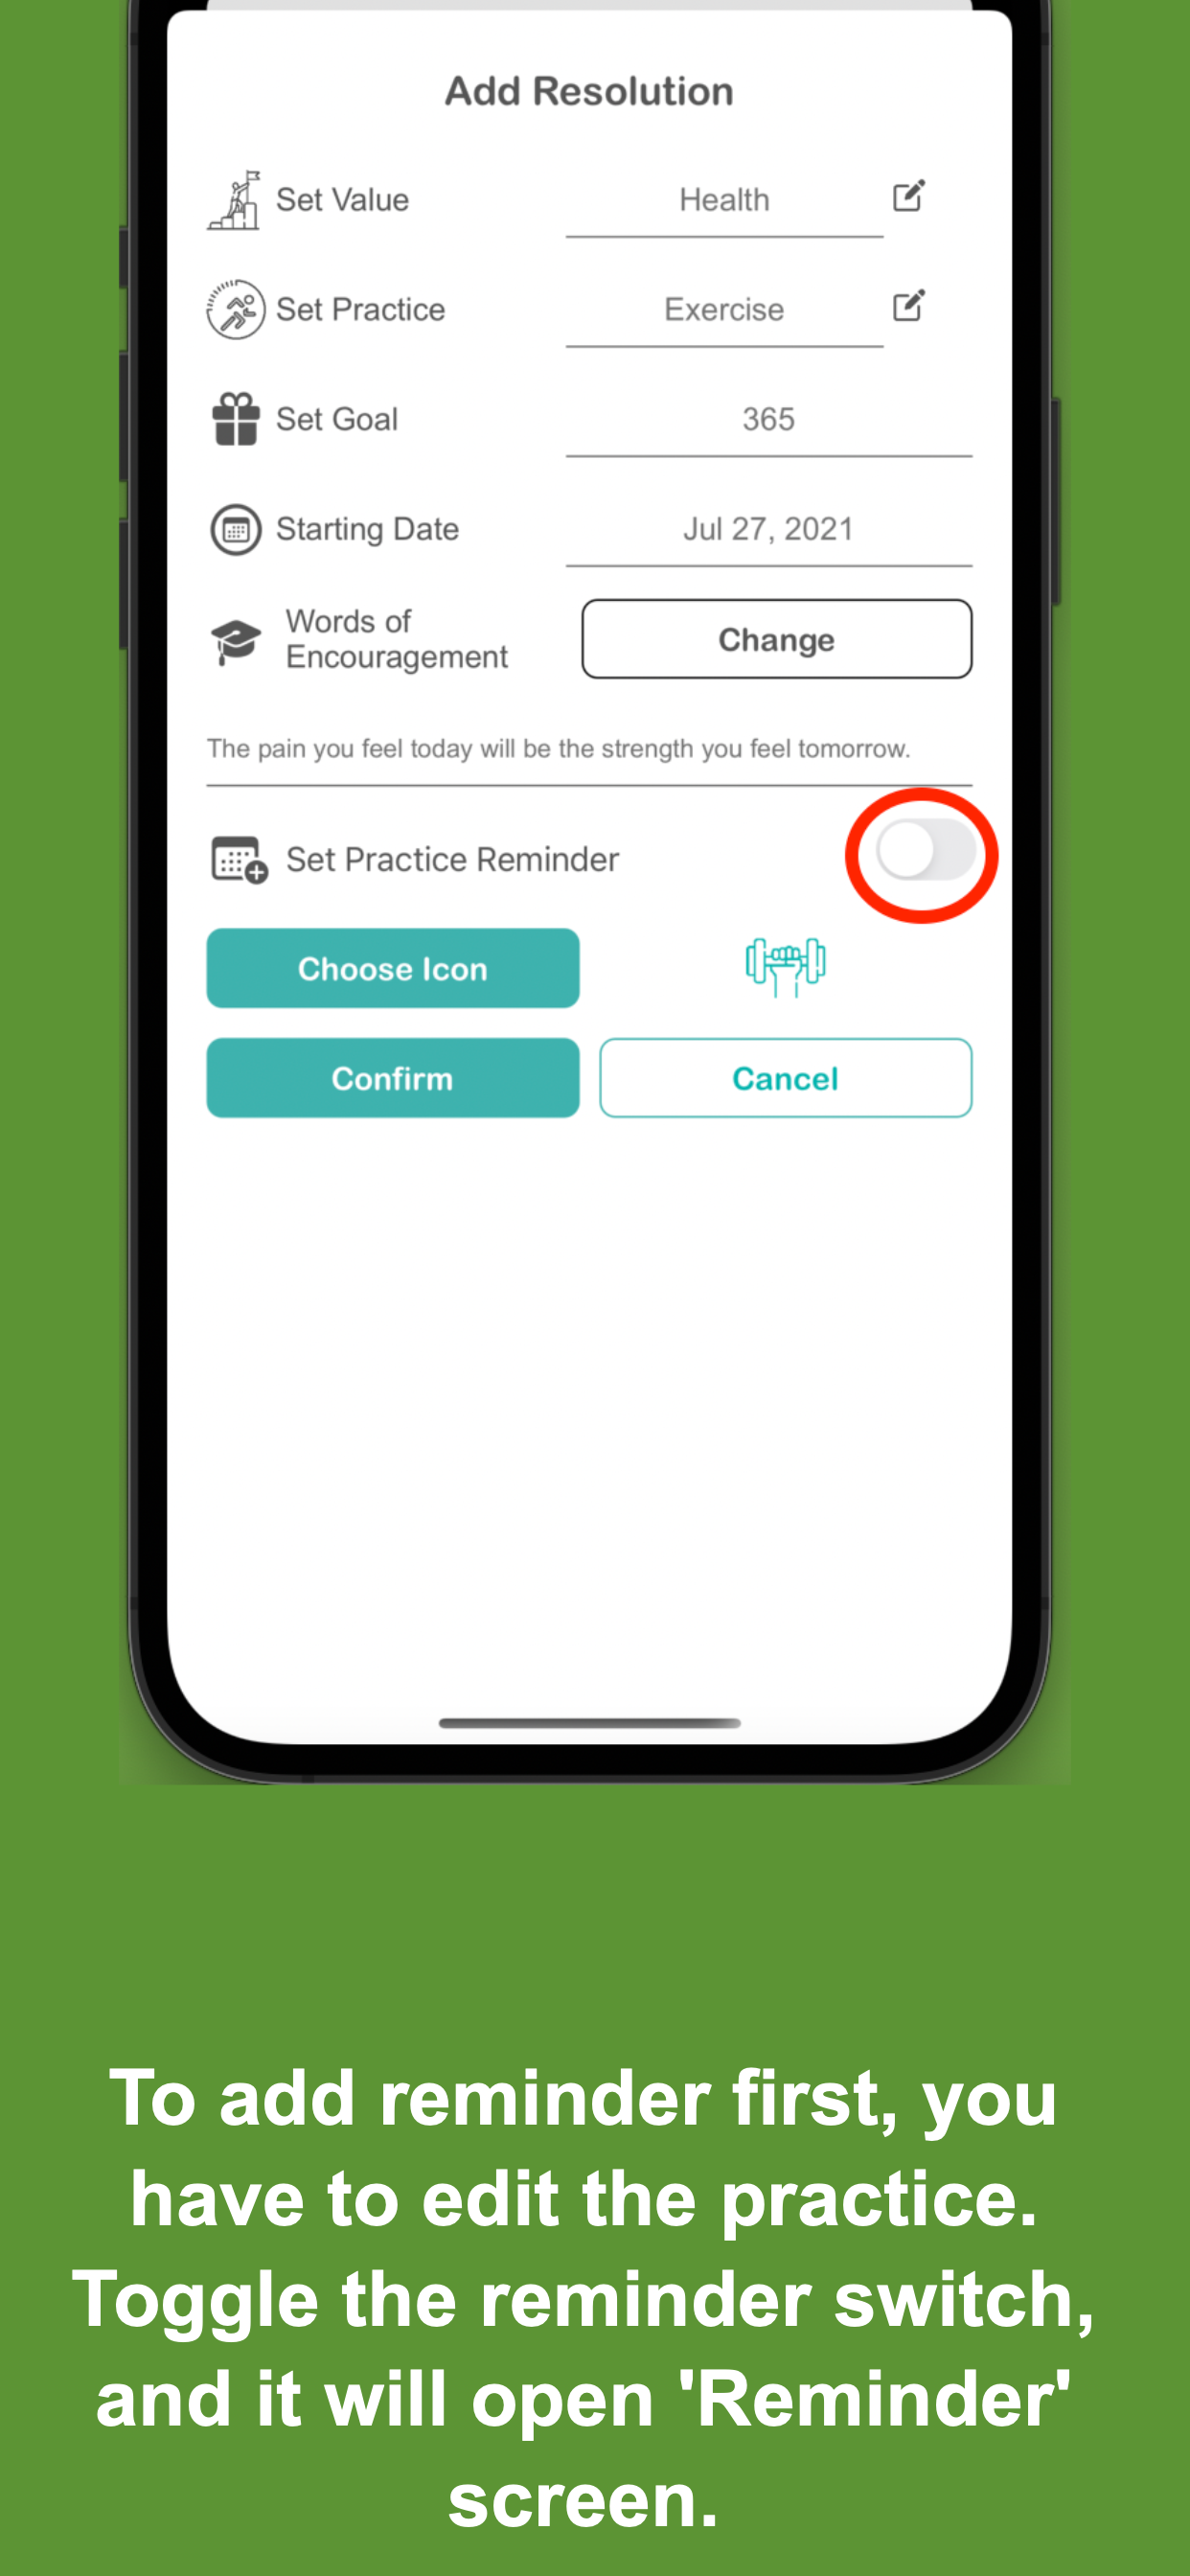 Add Resolution
Set Value Health
Set Practice Exercise
Set Goal 365
Starting Date Jul 27, 2021
Words of
Encouragement
Change
The pain you feel today will be the strength you feel tomorrow.
Set Practice Reminder
Choose Icon
Confirm Cancel
To add reminder first, you
have to edit the practice.
Toggle the reminder switch,
and it will open 'Reminder'
screen.